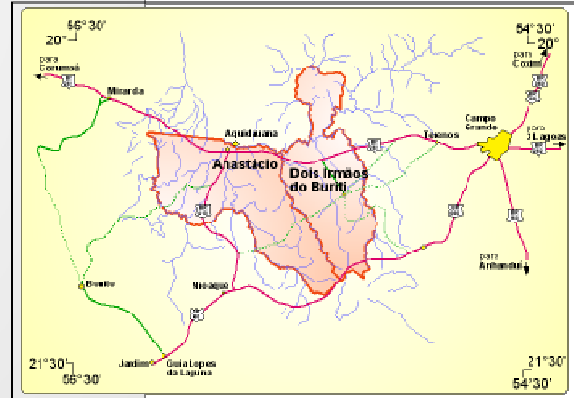 56°30'
20°
54°30'
20°
para
Corumbá
para
Coxim
Miranda
Campo
Grande
para
3 Lagoas
Aquidauana
Terenos
Anastácio
Dois Irmãos
do Buriti
para
Anhanduí
Bonito
Nioaque
Jardim
Guia Lopes
da Laguna
21°30'
56°30'
21°30'
54°30'